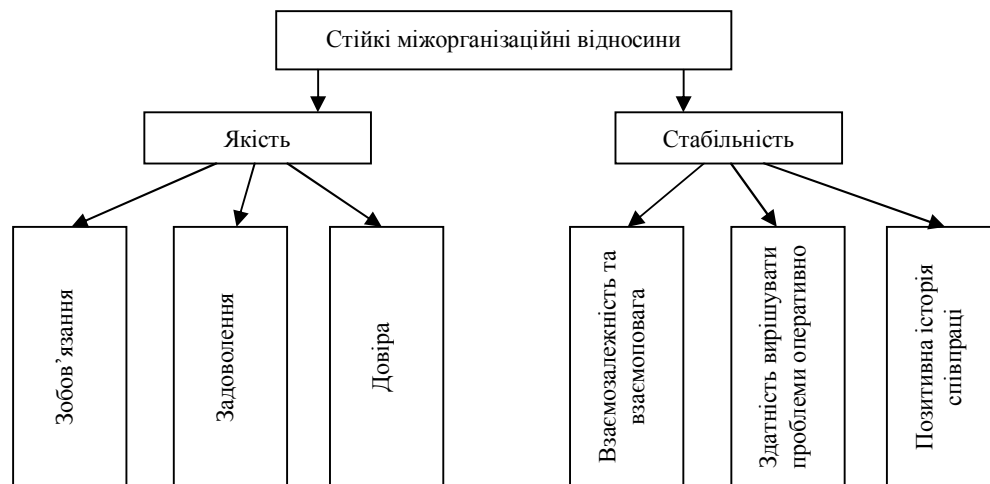 Стійкі міжорганізаційні відносини
Якість
Стабільність
Зобов’язання
Задоволення
Довіра
Взаємозалежність та
взаємоповага
Здатність вирішувати
проблеми оперативно
Позитивна історія
співпраці